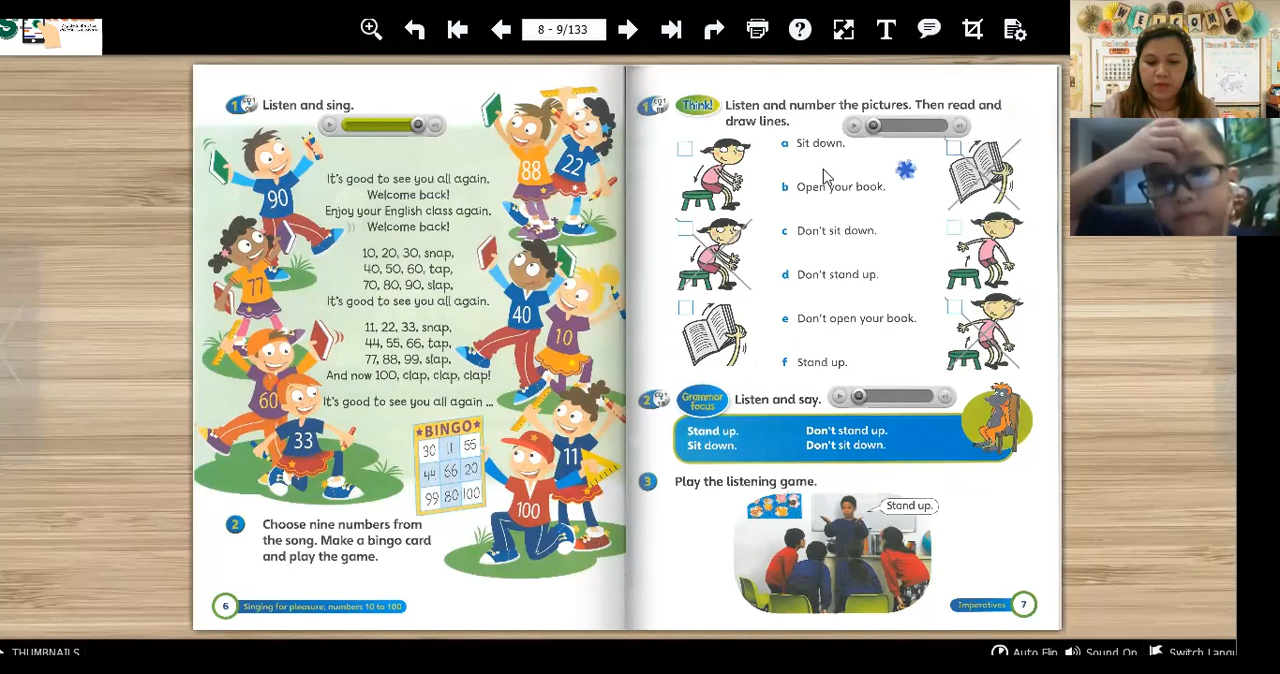 8 - 9/133
WELCOME
1 CD1 Listen and sing.
It's good to see you all again.
Welcome back!
Enjoy your English class again.
Welcome back!
10, 20, 30, snap,
40, 50, 60, tap,
70, 80, 90, slap,
It's good to see you all again.
11, 22, 33, snap,
44, 55, 66, tap,
77, 88, 99, slap,
And now 100, clap, clap, clap!
It's good to see you all again ...
90
88
22
77
40
10
60
33
11
100
BINGO
30 11 55
44 66 20
99 80 100
2 Choose nine numbers from
the song. Make a bingo card
and play the game.
6 Singing for pleasure; numbers 10 to 100
1 CD1 Think! Listen and number the pictures. Then read and
draw lines.
a Sit down.
b Open your book.
c Don't sit down.
d Don't stand up.
e Don't open your book.
f Stand up.
2 CD1 Grammar focus Listen and say.
Stand up. Don't stand up.
Sit down. Don't sit down.
3 Play the listening game.
Stand up.
Imperatives 7
THUMBNAILS
Auto Flip Sound On Switch Langu